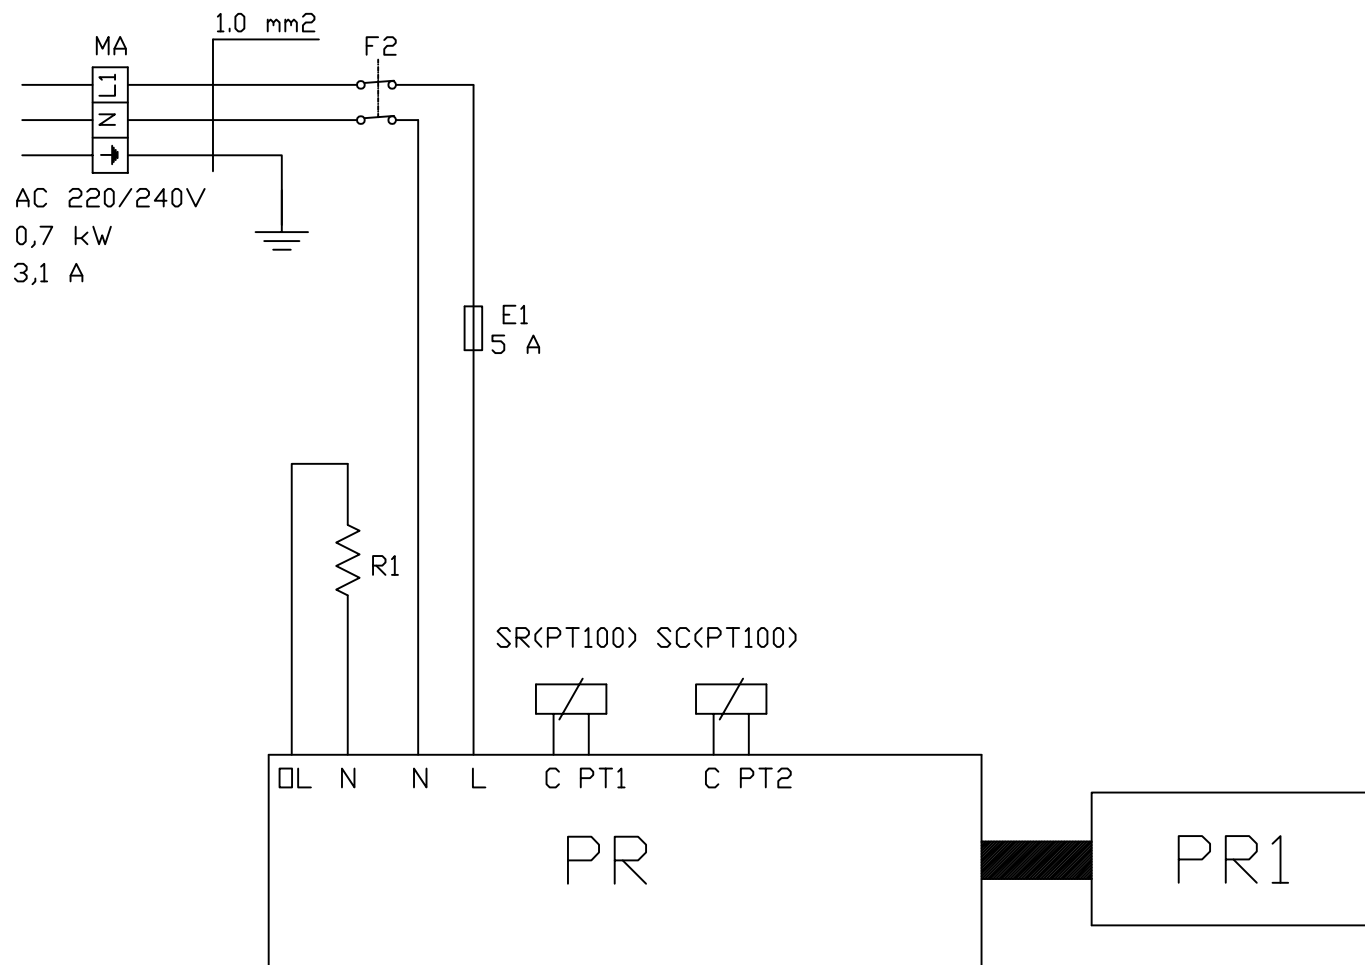 1.0 mm2
MA
F2
L1
N
AC 220/240V
0,7 kW
3,1 A
E1
5 A
R1
SR(PT100) SC(PT100)
OL N N L C PT1 C PT2
PR
PR1